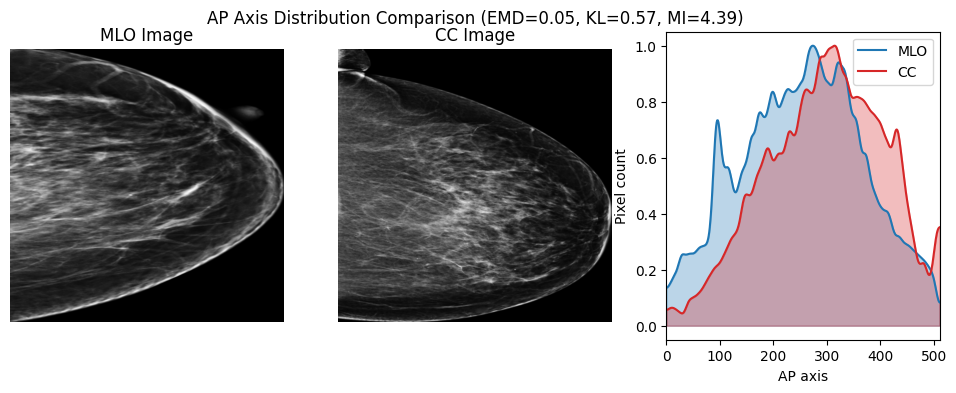 AP Axis Distribution Comparison (EMD=0.05, KL=0.57, MI=4.39)
MLO Image
CC Image
MLO
CC
Pixel count
1.0
0.8
0.6
0.4
0.2
0.0
0 100 200 300 400 500
AP axis